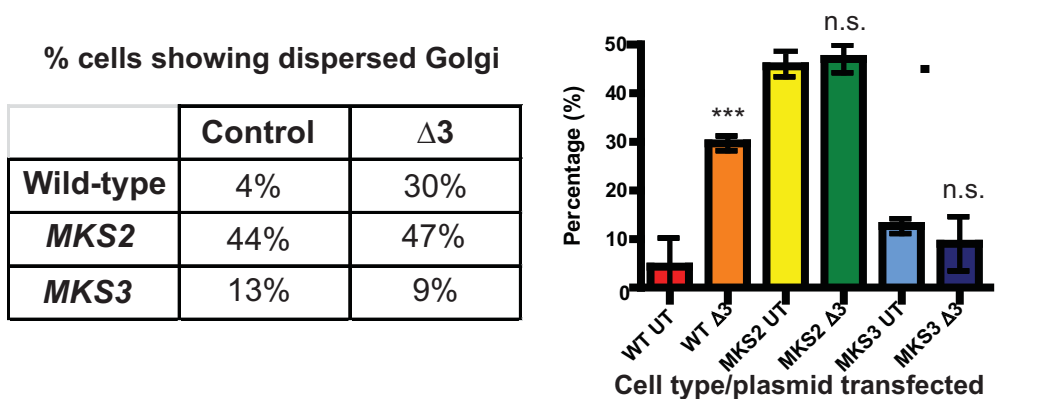 % cells showing dispersed Golgi
Control Δ3
Wild-type 4% 30%
MKS2 44% 47%
MKS3 13% 9%
Percentage (%)
50
40
30
20
10
0
***
n.s.
n.s.
WT UT
WT Δ3
MKS2 UT
MKS2 Δ3
MKS3 UT
MKS3 Δ3
Cell type/plasmid transfected